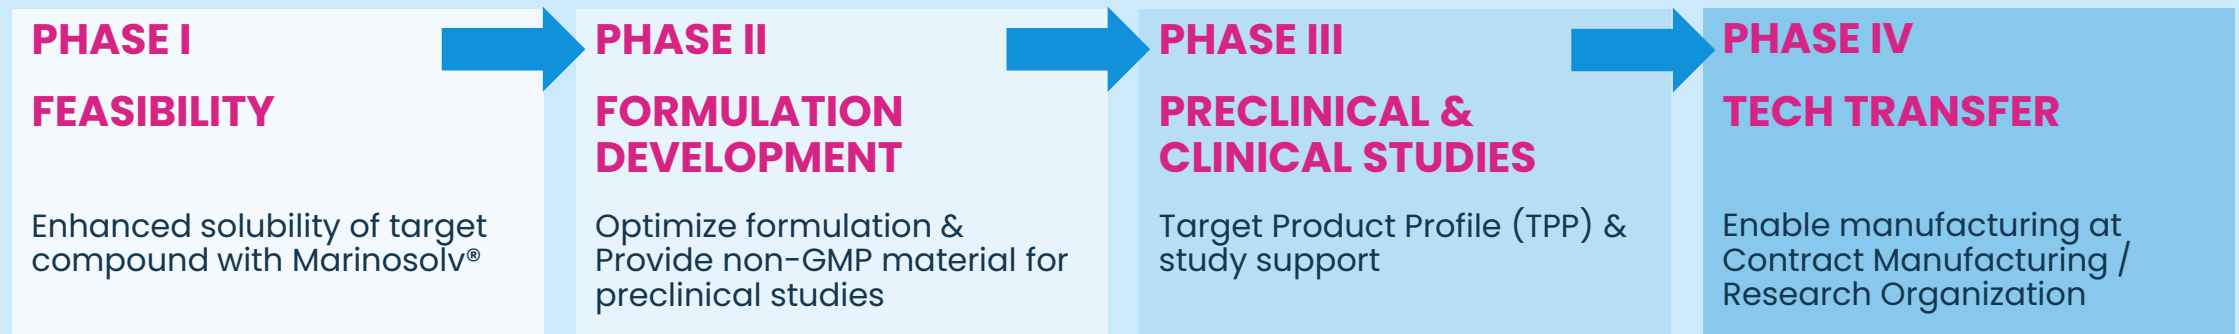 PHASE I
FEASIBILITY
Enhanced solubility of target
compound with Marinosolv®
PHASE II
FORMULATION
DEVELOPMENT
Optimize formulation &
Provide non-GMP material for
preclinical studies
PHASE III
PRECLINICAL &
CLINICAL STUDIES
Target Product Profile (TPP) &
study support
PHASE IV
TECH TRANSFER
Enable manufacturing at
Contract Manufacturing /
Research Organization